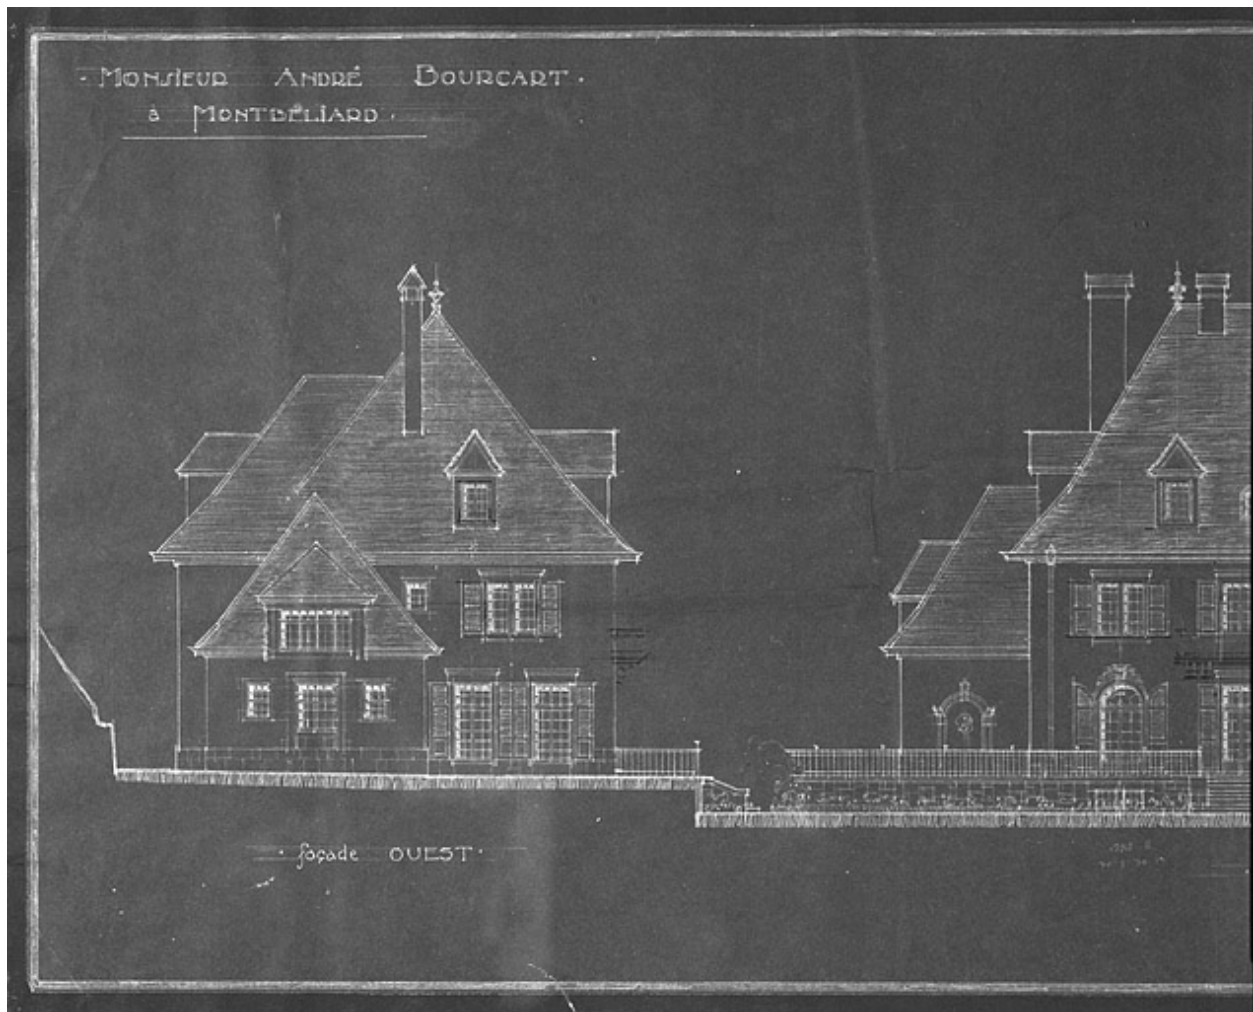 · MONSIEUR ANDRÉ BOURCART ·
à MONTBÉLIARD ·
· façade OUEST ·